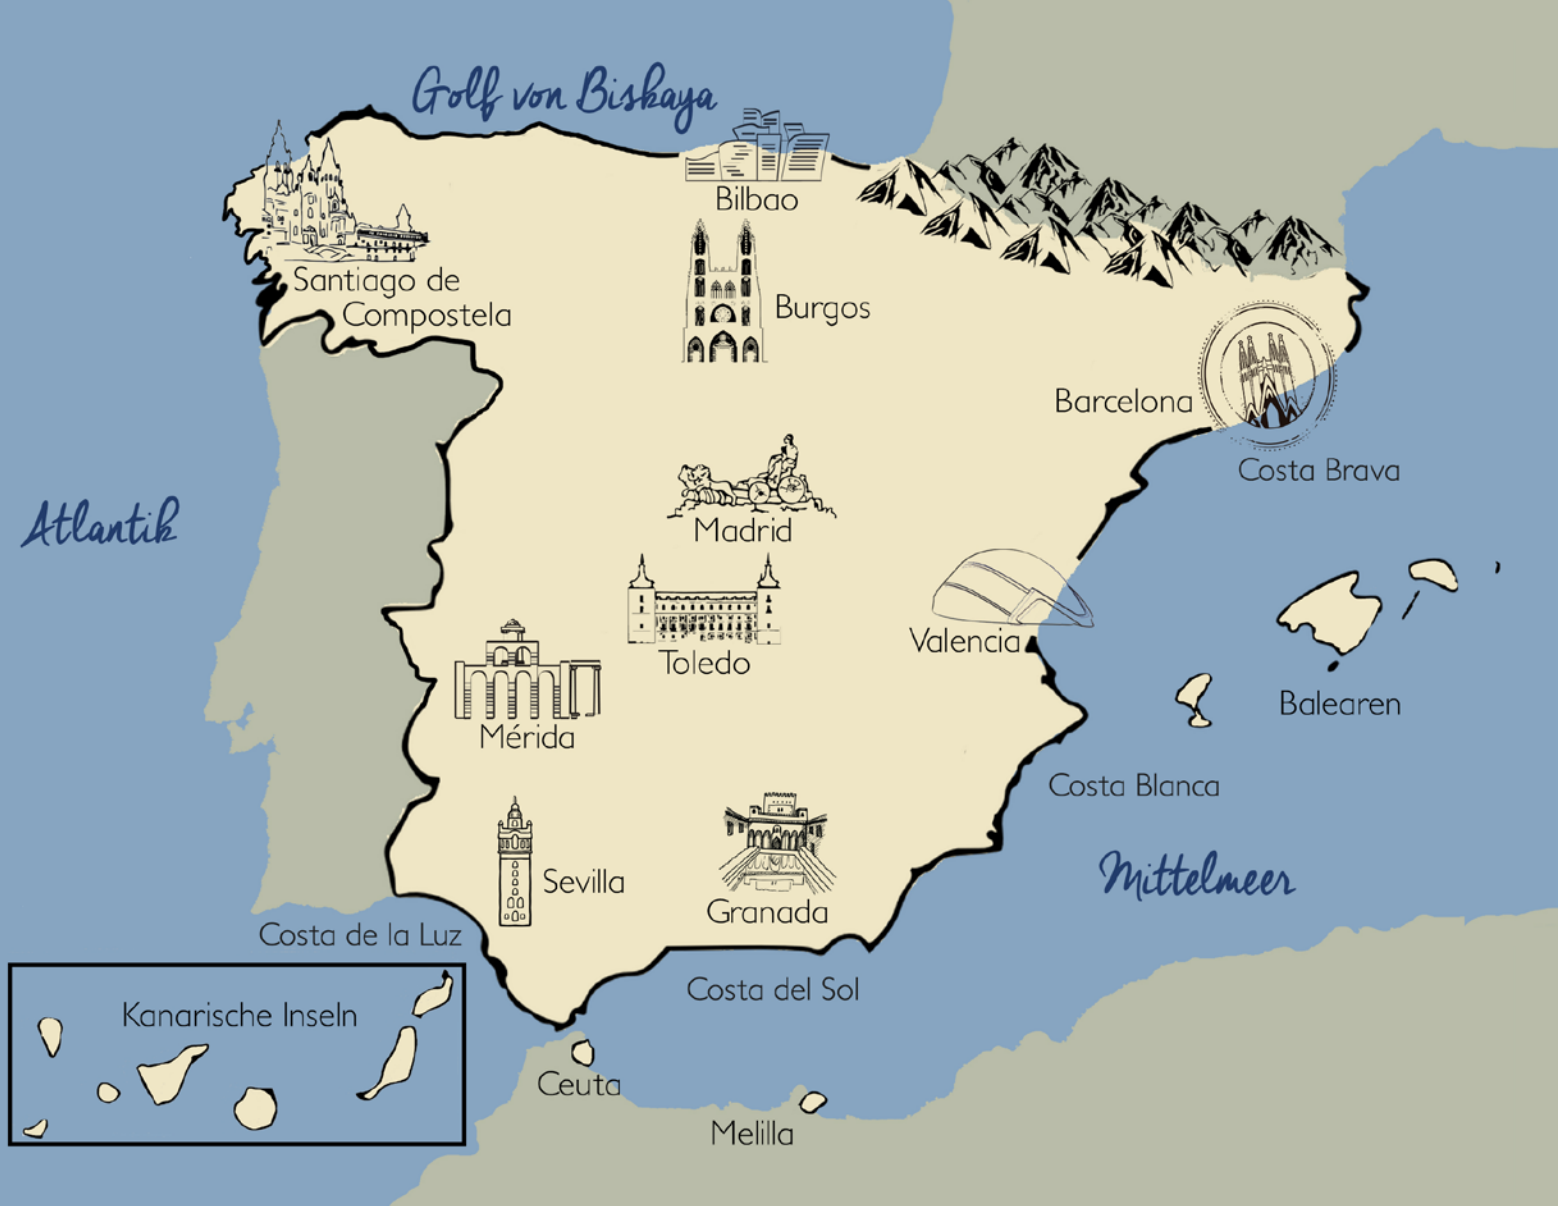 Golf von Biskaya
Bilbao
Santiago de
Compostela
Burgos
Barcelona
Costa Brava
Atlantik
Madrid
Valencia
Toledo
Balearen
Mérida
Costa Blanca
Sevilla
Mittelmeer
Granada
Costa de la Luz
Costa del Sol
Kanarische Inseln
Ceuta
Melilla